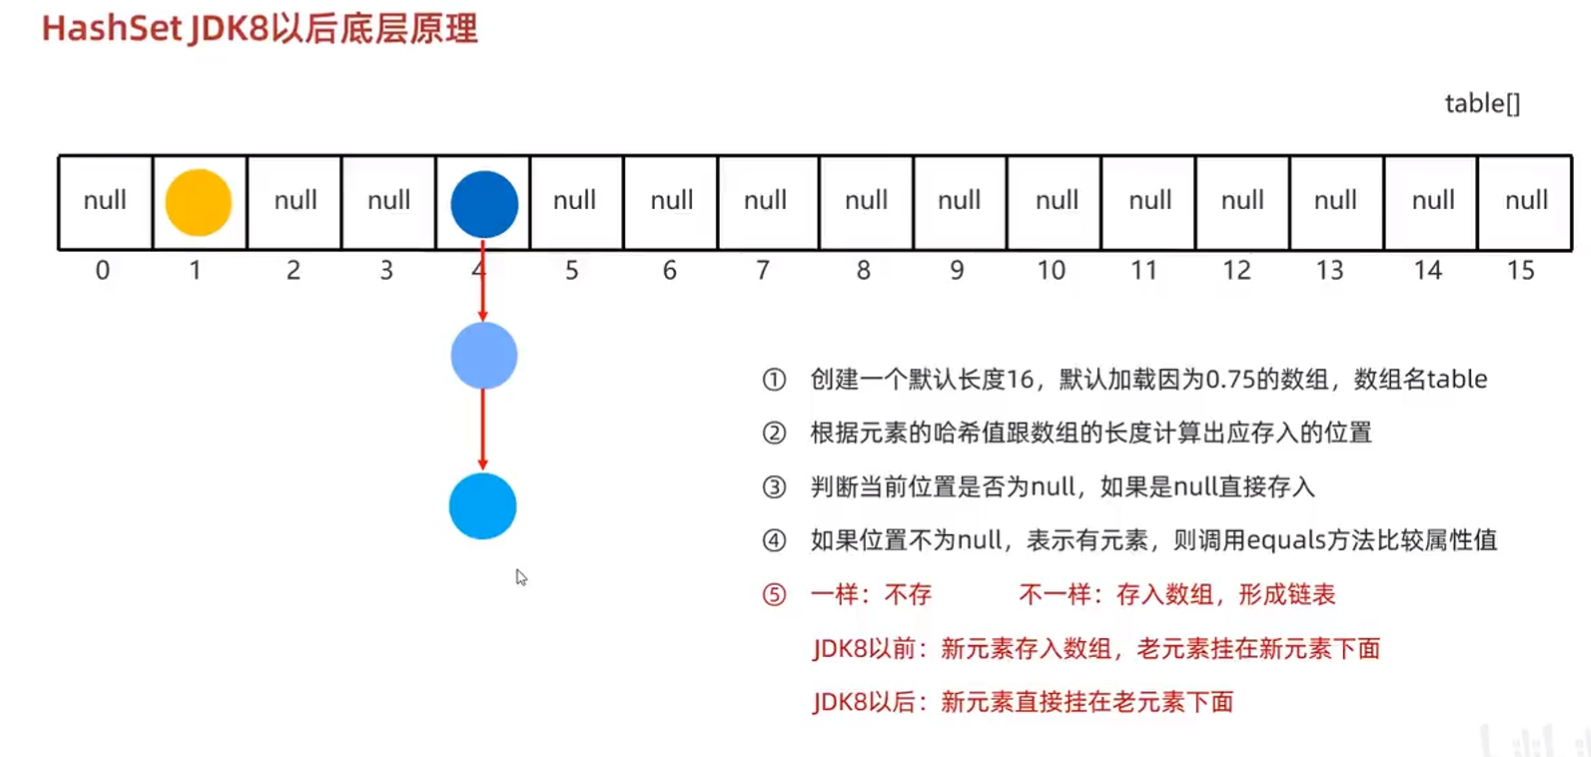 HashSet JDK8以后底层原理
table[]
null null null null null null null null null null null null null null
0 1 2 3 4 5 6 7 8 9 10 11 12 13 14 15
① 创建一个默认长度16，默认加载因为0.75的数组，数组名table
② 根据元素的哈希值跟数组的长度计算出应存入的位置
③ 判断当前位置是否为null，如果是null直接存入
④ 如果位置不为null，表示有元素，则调用equals方法比较属性值
⑤ 一样：不存 不一样：存入数组，形成链表
JDK8以前：新元素存入数组，老元素挂在新元素下面
JDK8以后：新元素直接挂在老元素下面